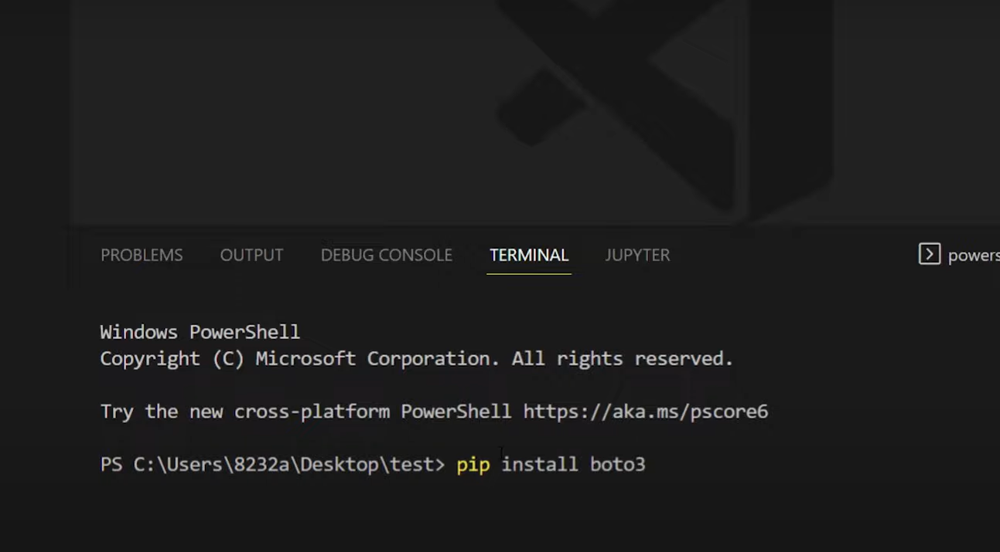 PROBLEMS OUTPUT DEBUG CONSOLE TERMINAL JUPYTER powers
Windows PowerShell
Copyright (C) Microsoft Corporation. All rights reserved.
Try the new cross-platform PowerShell https://aka.ms/pscore6
PS C:\Users\8232a\Desktop\test> pip install boto3